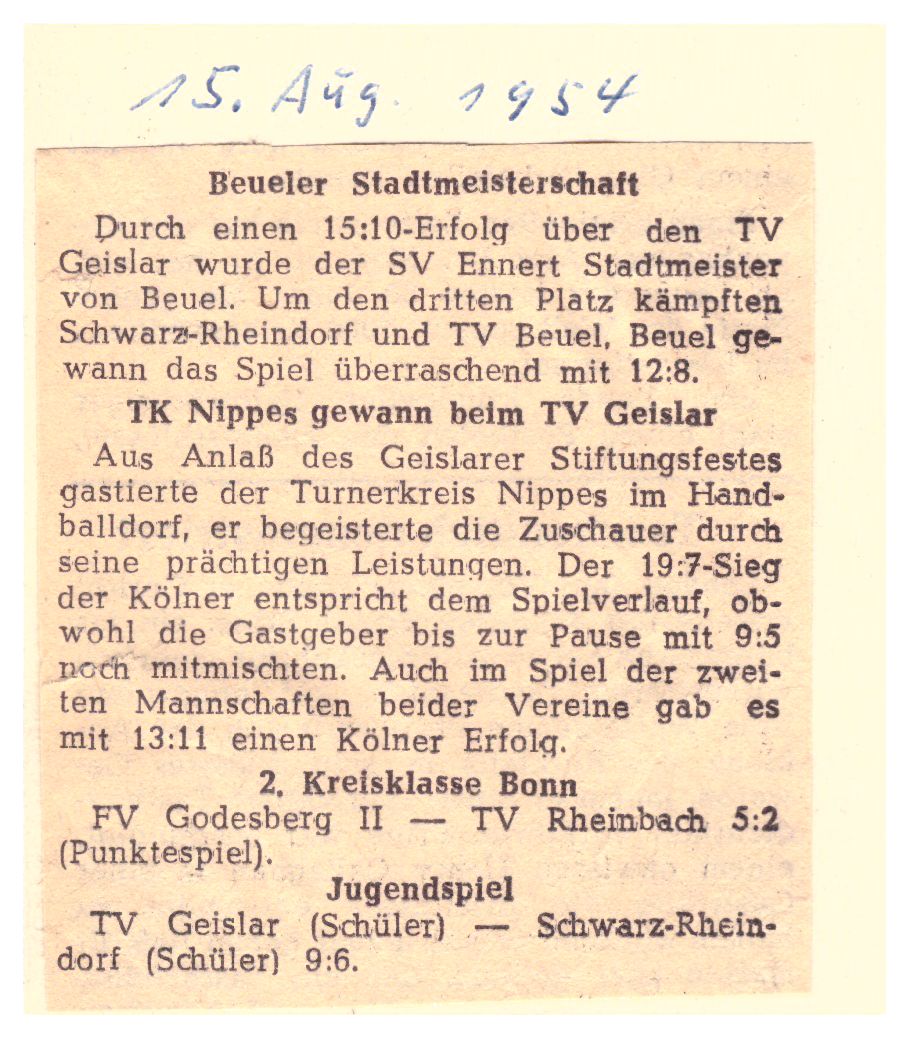 15. Aug. 1954
Beueler Stadtmeisterschaft
Durch einen 15:10-Erfolg über den TV
Geislar wurde der SV Ennert Stadtmeister
von Beuel. Um den dritten Platz kämpften
Schwarz-Rheindorf und TV Beuel, Beuel ge-
wann das Spiel überraschend mit 12:8.
TK Nippes gewann beim TV Geislar
Aus Anlaß des Geislarer Stiftungsfestes
gastierte der Turnerkreis Nippes im Hand-
balldorf, er begeisterte die Zuschauer durch
seine prächtigen Leistungen. Der 19:7-Sieg
der Kölner entspricht dem Spielverlauf, ob-
wohl die Gastgeber bis zur Pause mit 9:5
noch mitmischten. Auch im Spiel der zwei-
ten Mannschaften beider Vereine gab es
mit 13:11 einen Kölner Erfolg.
2. Kreisklasse Bonn
FV Godesberg II — TV Rheinbach 5:2
(Punktespiel).
Jugendspiel
TV Geislar (Schüler) — Schwarz-Rhein-
dorf (Schüler) 9:6.